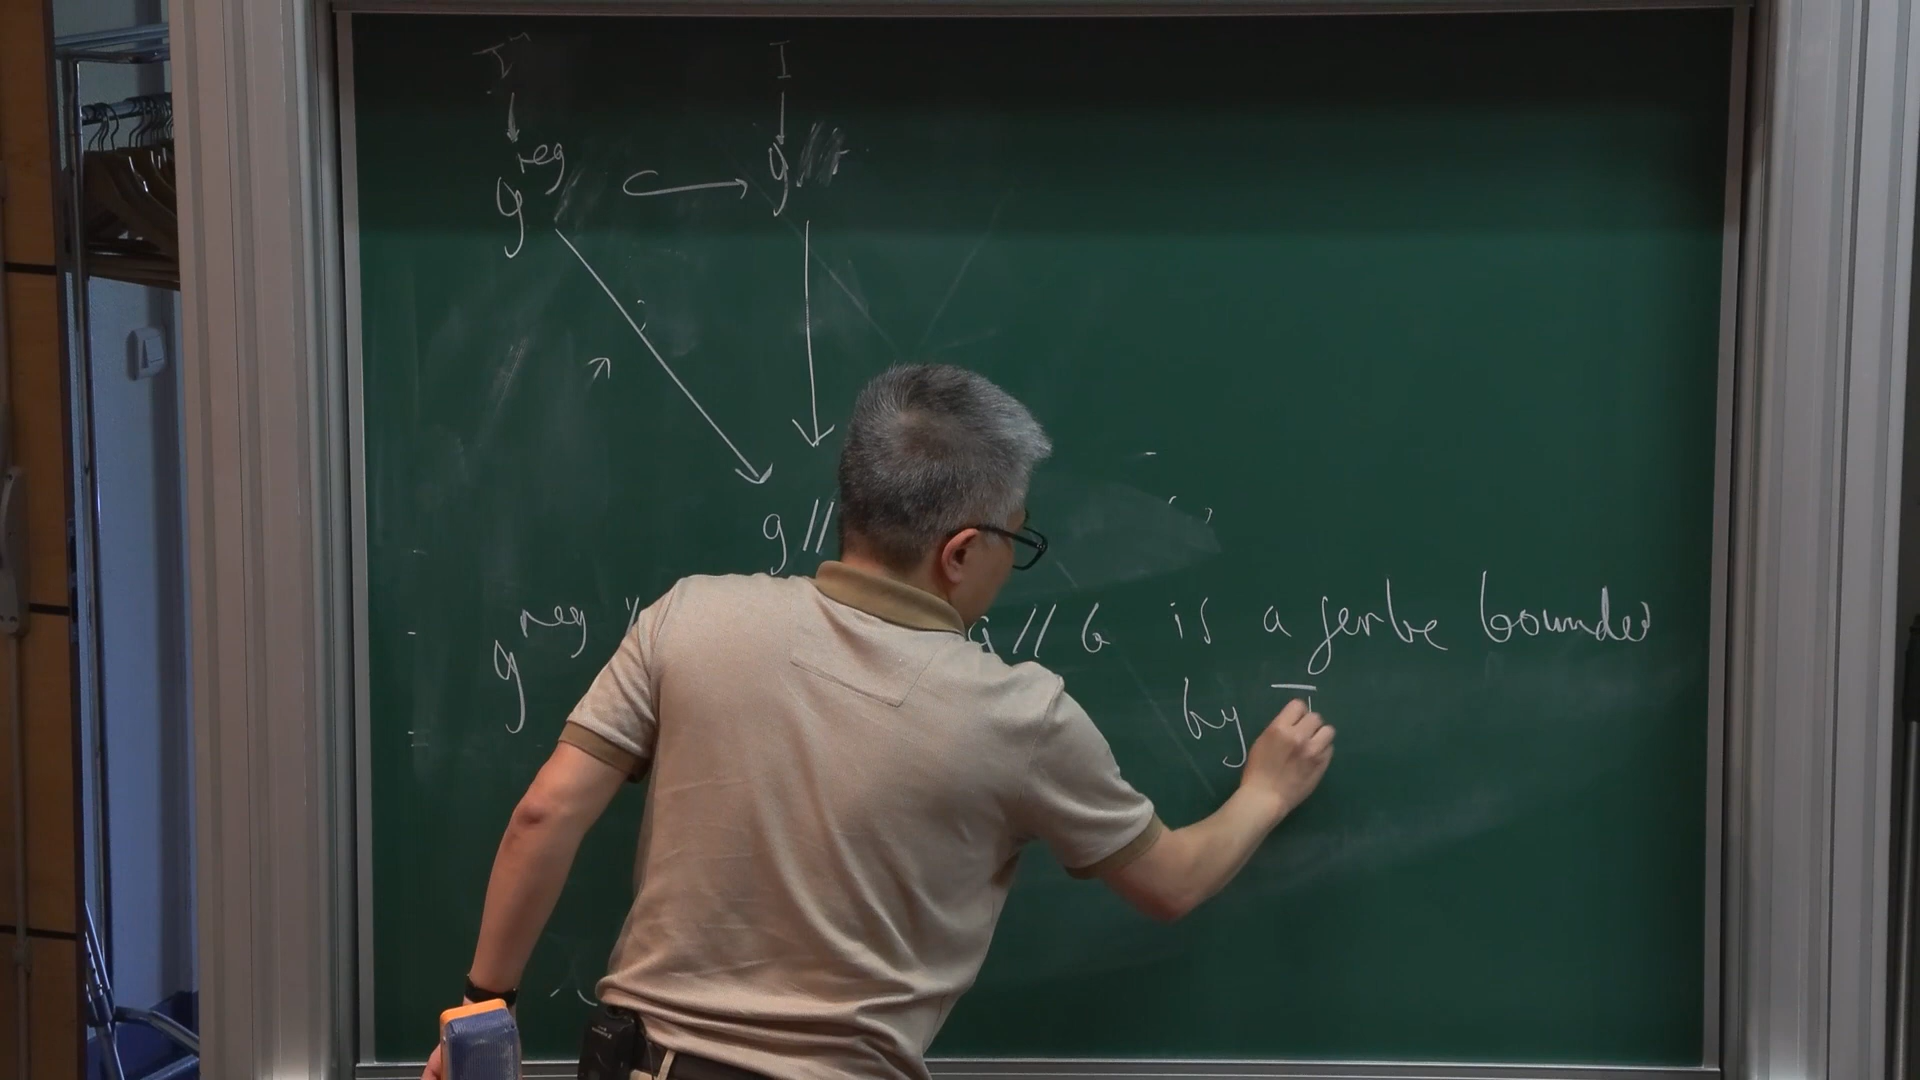 I
I
g reg ⊂→ g
g //
g reg // G is a gerbe bounded
by